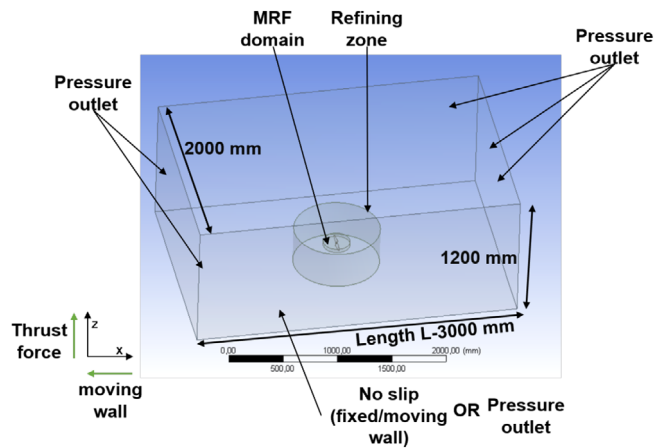 MRF
domain
Refining
zone
Pressure
outlet
Pressure
outlet
2000 mm
1200 mm
Length L-3000 mm
Thrust
force
z
x
moving
wall
0,00
1000,00
2000,00 (mm)
500,00
1500,00
No slip
(fixed/moving
wall)
OR
Pressure
outlet